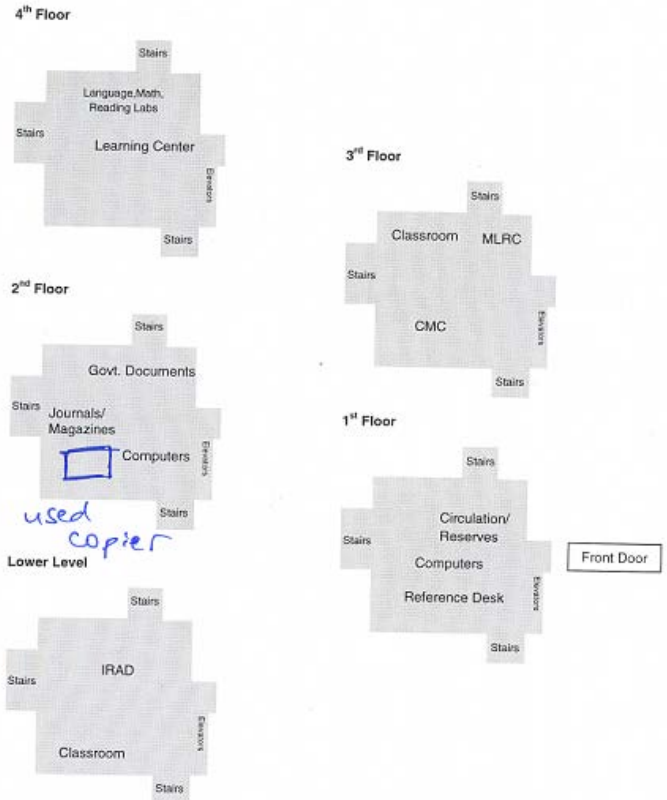 4th Floor
Stairs
Language,Math,
Reading Labs
Stairs
Learning Center
Elevators
Stairs
3rd Floor
Stairs
Classroom MLRC
Stairs
CMC
Elevators
Stairs
2nd Floor
Stairs
Govt. Documents
Stairs
Journals/
Magazines
Computers
Elevators
Stairs
used
copier
1st Floor
Stairs
Circulation/
Reserves
Stairs
Computers
Front Door
Reference Desk
Elevators
Stairs
Lower Level
Stairs
IRAD
Stairs
Elevators
Classroom
Stairs